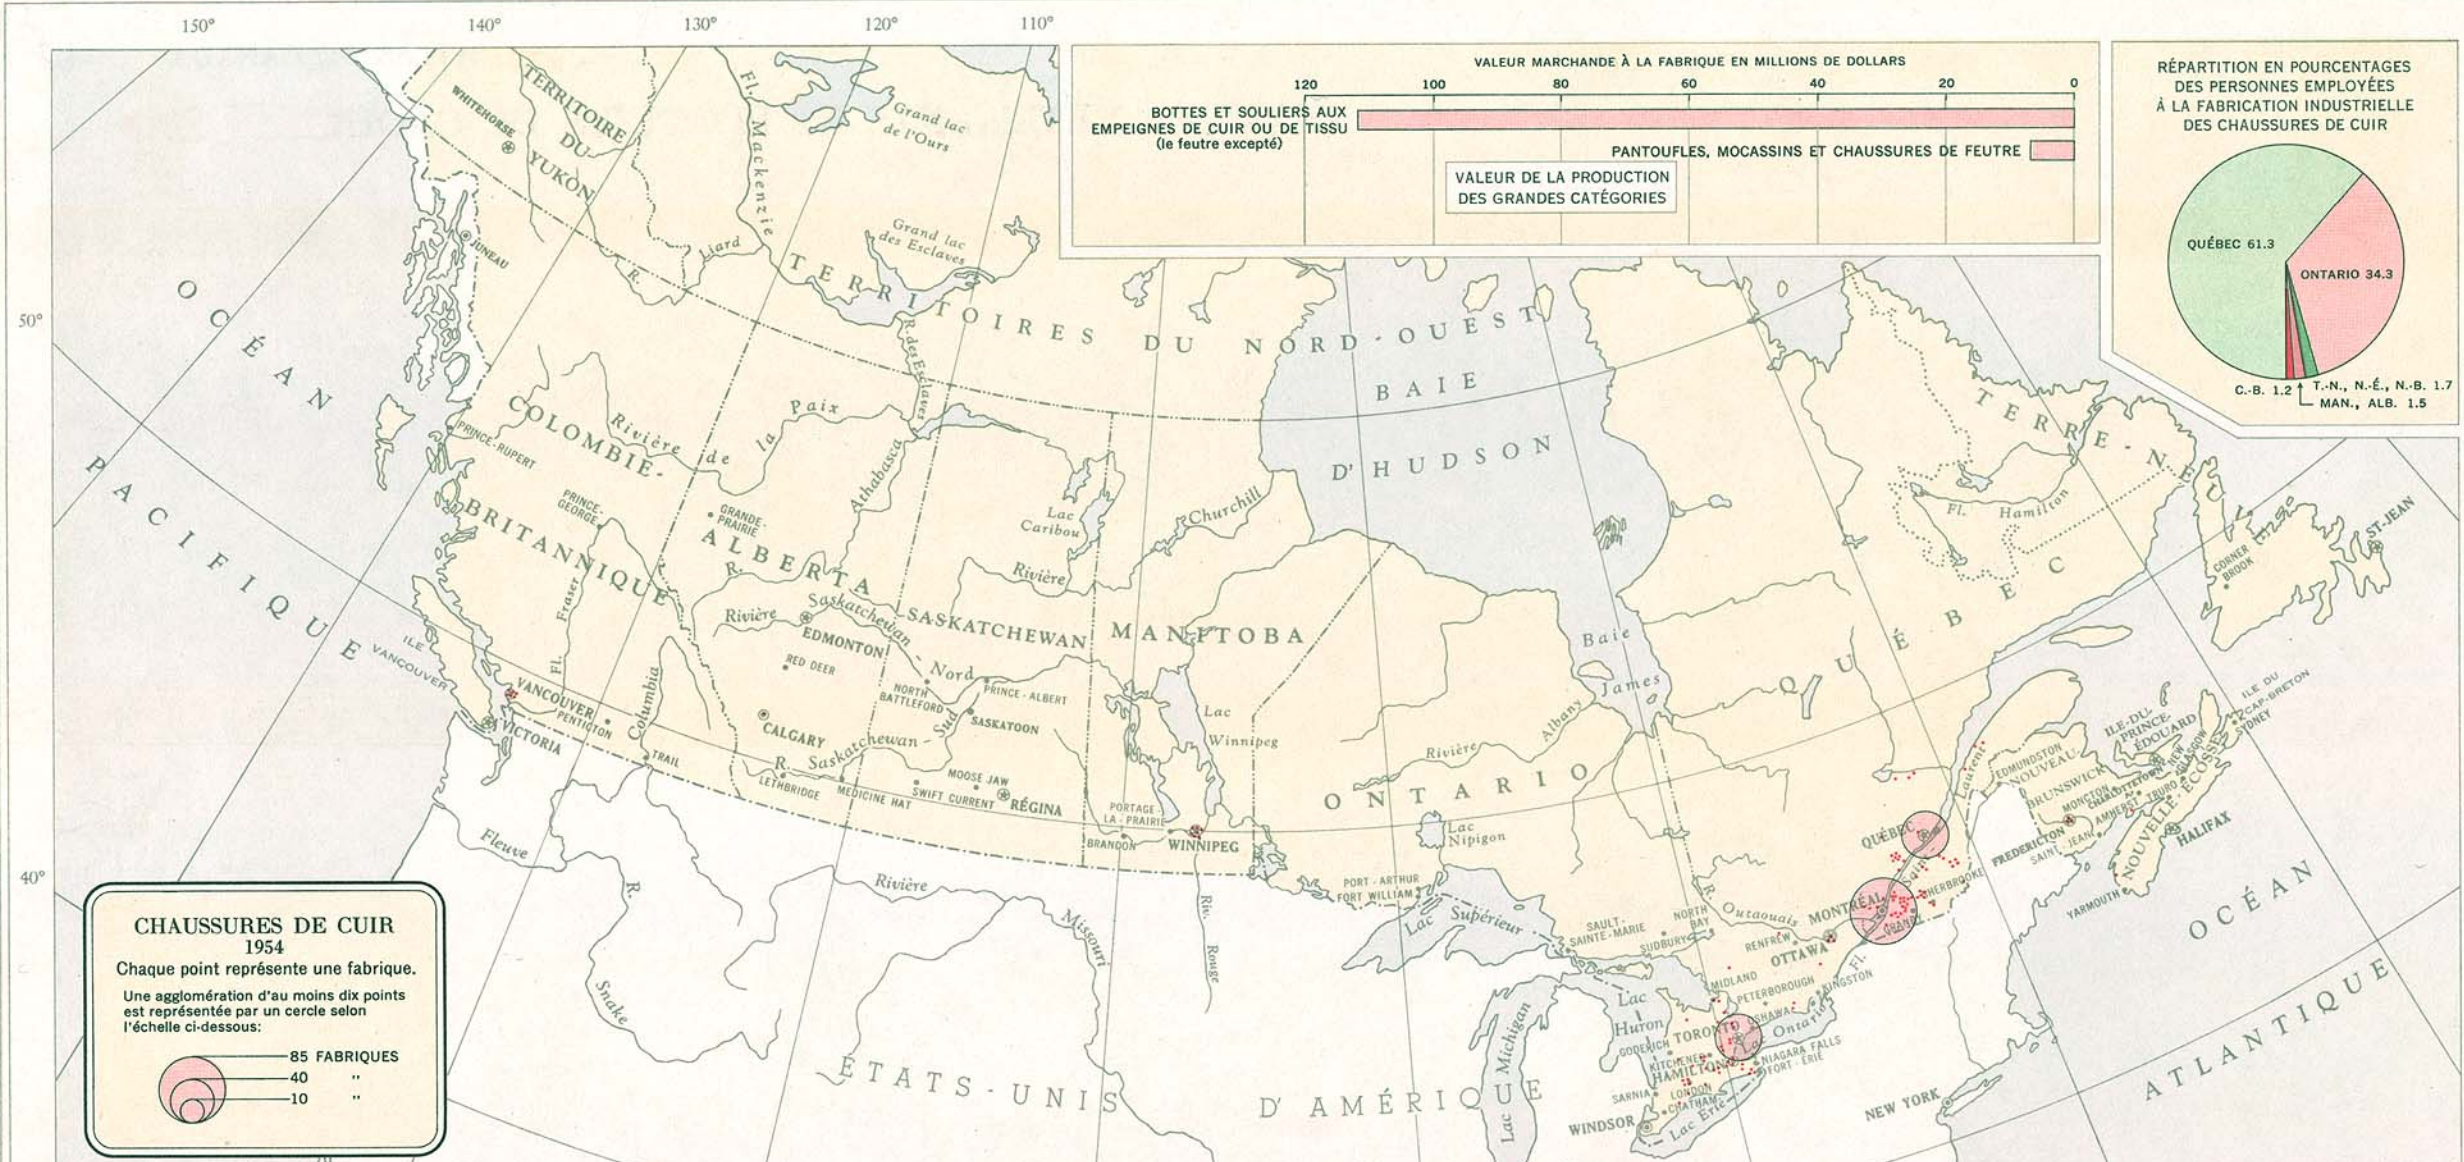 150°
140°
130°
120°
110°
50°
40°
VALEUR MARCHANDE À LA FABRIQUE EN MILLIONS DE DOLLARS
120 100 80 60 40 20 0
BOTTES ET SOULIERS AUX
EMPEIGNES DE CUIR OU DE TISSU
(le feutre excepté)
PANTOUFLES, MOCASSINS ET CHAUSSURES DE FEUTRE
VALEUR DE LA PRODUCTION
DES GRANDES CATÉGORIES
RÉPARTITION EN POURCENTAGES
DES PERSONNES EMPLOYÉES
À LA FABRICATION INDUSTRIELLE
DES CHAUSSURES DE CUIR
QUÉBEC 61.3
ONTARIO 34.3
C.-B. 1.2
T.-N., N.-É., N.-B. 1.7
MAN., ALB. 1.5
TERRITOIRE
DU
YUKON
WHITEHORSE
JUNEAU
Fl. Mackenzie
Grand lac
de l'Ours
Grand lac
des Esclaves
R. Liard
TERRITOIRES DU NORD-OUEST
R. des Esclaves
OCÉAN
PACIFIQUE
BAIE
D'HUDSON
COLOMBIE-
BRITANNIQUE
PRINCE-RUPERT
PRINCE-
GEORGE
Rivière de la Paix
GRANDE-
PRAIRIE
ALBERTA
R. Athabasca
Lac
Caribou
Rivière Churchill
Fl. Fraser
Rivière Saskatchewan - Nord
EDMONTON
RED DEER
SASKATCHEWAN
MANITOBA
NORTH
BATTLEFORD
PRINCE-ALBERT
SASKATOON
ILE
VANCOUVER
VANCOUVER
PENTICTON
VICTORIA
Columbia
TRAIL
CALGARY
R. Saskatchewan - Sud
LETHBRIDGE
MEDICINE HAT
MOOSE JAW
SWIFT CURRENT
RÉGINA
PORTAGE-
LA-PRAIRIE
BRANDON
WINNIPEG
Lac
Winnipeg
Fleuve
R.
Snake
Rivière
Missouri
Riv. Rouge
ÉTATS-UNIS D'AMÉRIQUE
Baie
James
Rivière Albany
ONTARIO
Lac
Nipigon
PORT-ARTHUR
FORT WILLIAM
Lac Supérieur
SAULT-
SAINTE-MARIE
SUDBURY
NORTH
BAY
R. Outaouais
RENFREW
OTTAWA
MONTRÉAL
GRANBY
SHERBROOKE
QUÉBEC
Fl.
Saint
Laurent
QUÉBEC
TERRE-NEUVE
Fl. Hamilton
CORNER
BROOK
ST-JEAN
ILE DU
CAP-BRETON
SYDNEY
ILE-DU-
PRINCE-
ÉDOUARD
EDMUNDSTON
NOUVEAU-
BRUNSWICK
MONCTON
CHARLOTTETOWN
NEW
GLASGOW
AMHERST
TRURO
FREDERICTON
SAINT-JEAN
NOUVELLE-ÉCOSSE
HALIFAX
YARMOUTH
OCÉAN
ATLANTIQUE
MIDLAND
PETERBOROUGH
KINGSTON
Lac
Huron
TORONTO
OSHAWA
Lac Ontario
GODERICH
KITCHENER
HAMILTON
NIAGARA FALLS
FORT-ÉRIÉ
SARNIA
LONDON
CHATHAM
WINDSOR
Lac Érié
Lac Michigan
NEW YORK
CHAUSSURES DE CUIR
1954
Chaque point représente une fabrique.
Une agglomération d'au moins dix points
est représentée par un cercle selon
l'échelle ci-dessous:
85 FABRIQUES
40 "
10 "